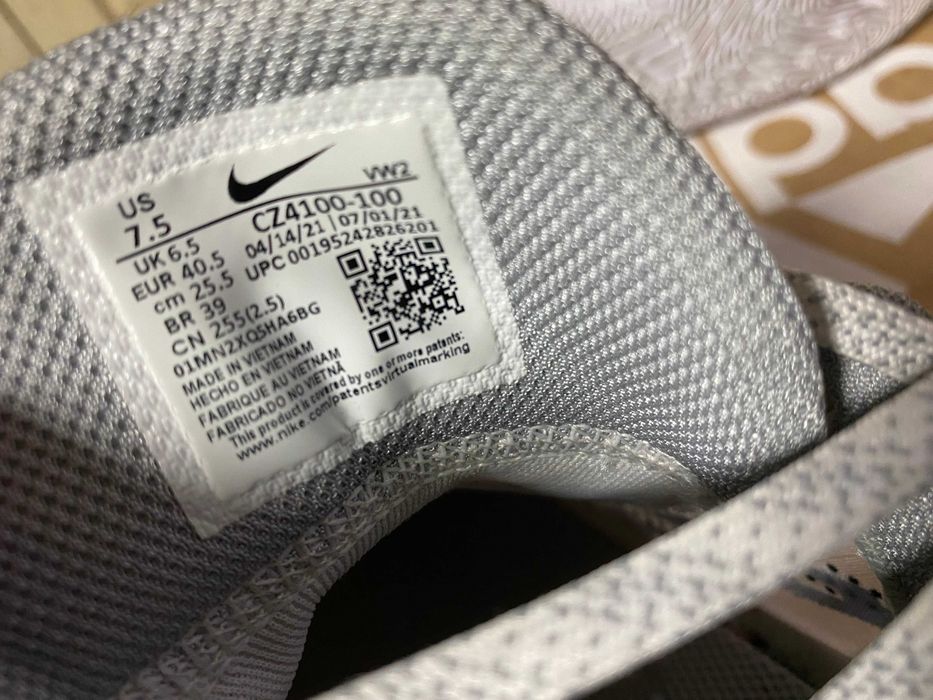 US
7.5
VW2
UK 6.5
CZ4100-100
EUR 40.5
04/14/21 | 07/01/21
cm 25.5
UPC 00195242826201
BR 39
CN 255(2.5)
01MN2XQSHA6BG
MADE IN VIETNAM
HECHO EN VIETNAM
FABRIQUE AU VIETNAM
FABRICADO NO VIETNÃ
This product is covered by one or more patents:
www.nike.com/patentsvirtualmarking